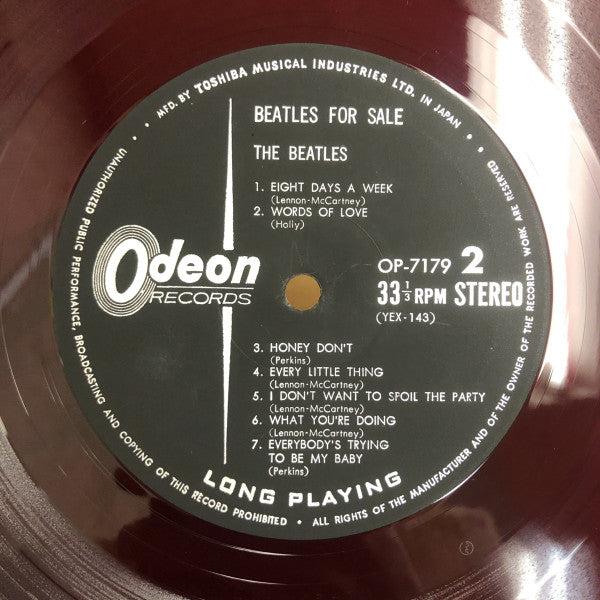 MFD. BY TOSHIBA MUSICAL INDUSTRIES LTD. IN JAPAN
BEATLES FOR SALE
THE BEATLES
1. EIGHT DAYS A WEEK
(Lennon-McCartney)
2. WORDS OF LOVE
(Holly)
Odeon
RECORDS
OP-7179 2
33 1/3 RPM STEREO
(YEX-143)
3. HONEY DON'T
(Perkins)
4. EVERY LITTLE THING
(Lennon-McCartney)
5. I DON'T WANT TO SPOIL THE PARTY
(Lennon-McCartney)
6. WHAT YOU'RE DOING
(Lennon-McCartney)
7. EVERYBODY'S TRYING
TO BE MY BABY
(Perkins)
LONG PLAYING
UNAUTHORIZED PUBLIC PERFORMANCE, BROADCASTING AND COPYING OF THIS RECORD PROHIBITED • ALL RIGHTS OF THE MANUFACTURER AND OF THE OWNER OF THE RECORDED WORK ARE RESERVED